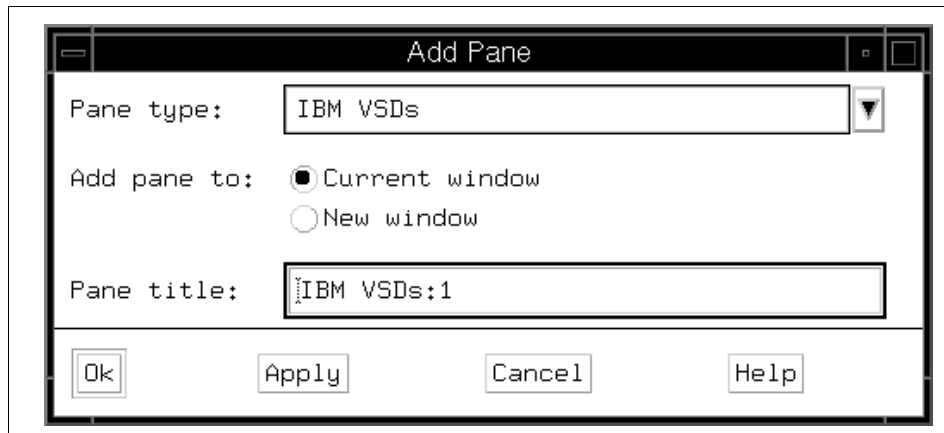 Add Pane
Pane type: IBM VSDs
Add pane to: Current window
New window
Pane title: IBM VSDs:1
Ok Apply Cancel Help